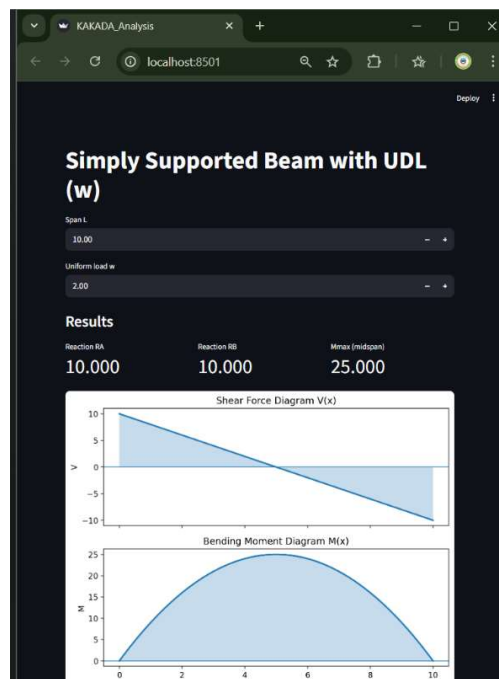 KAKADA_Analysis
localhost:8501
Deploy
Simply Supported Beam with UDL
(w)
Span L
10.00
Uniform load w
2.00
Results
Reaction RA Reaction RB Mmax (midspan)
10.000 10.000 25.000
Shear Force Diagram V(x)
10
5
0
−5
−10
V
Bending Moment Diagram M(x)
25
20
15
10
5
0
M
0 2 4 6 8 10